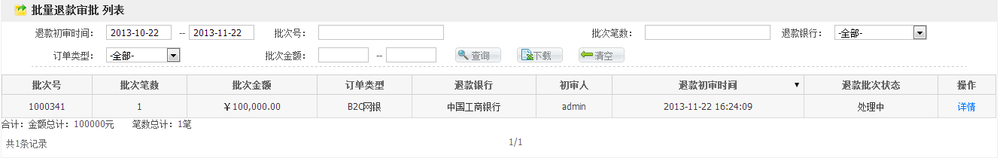 批量退款审批 列表
退款初审时间： 2013-10-22 -- 2013-11-22 批次号： 批次笔数： 退款银行： -全部-
订单类型： -全部- 批次金额： -- 查询 下载 清空
批次号 批次笔数 批次金额 订单类型 退款银行 初审人 退款初审时间 ▼ 退款批次状态 操作
1000341 1 ￥100,000.00 B2C网银 中国工商银行 admin 2013-11-22 16:24:09 处理中 详情
合计：金额总计：100000元 笔数总计：1笔
共1条记录 1/1